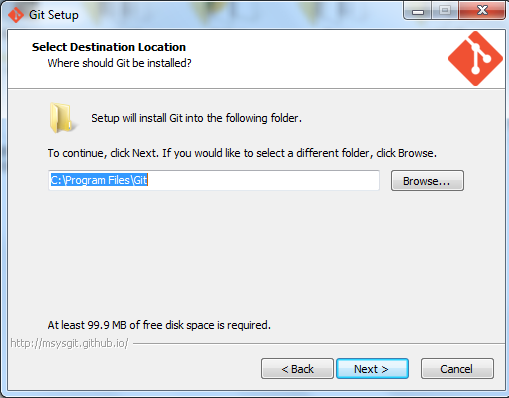 Git Setup
Select Destination Location
Where should Git be installed?
Setup will install Git into the following folder.
To continue, click Next. If you would like to select a different folder, click Browse.
C:\Program Files\Git
Browse...
At least 99.9 MB of free disk space is required.
http://msysgit.github.io/
< Back
Next >
Cancel